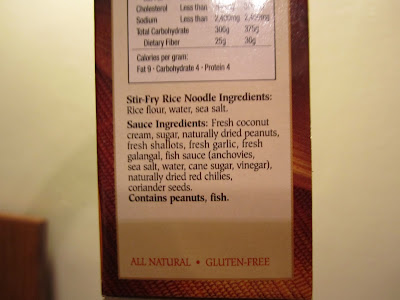 Cholesterol Less than
Sodium Less than 2,400mg 2,400mg
Total Carbohydrate 300g 375g
Dietary Fiber 25g 30g
Calories per gram:
Fat 9 · Carbohydrate 4 · Protein 4
Stir-Fry Rice Noodle Ingredients:
Rice flour, water, sea salt.
Sauce Ingredients: Fresh coconut
cream, sugar, naturally dried peanuts,
fresh shallots, fresh garlic, fresh
galangal, fish sauce (anchovies,
sea salt, water, cane sugar, vinegar),
naturally dried red chilies,
coriander seeds.
Contains peanuts, fish.
ALL NATURAL • GLUTEN-FREE